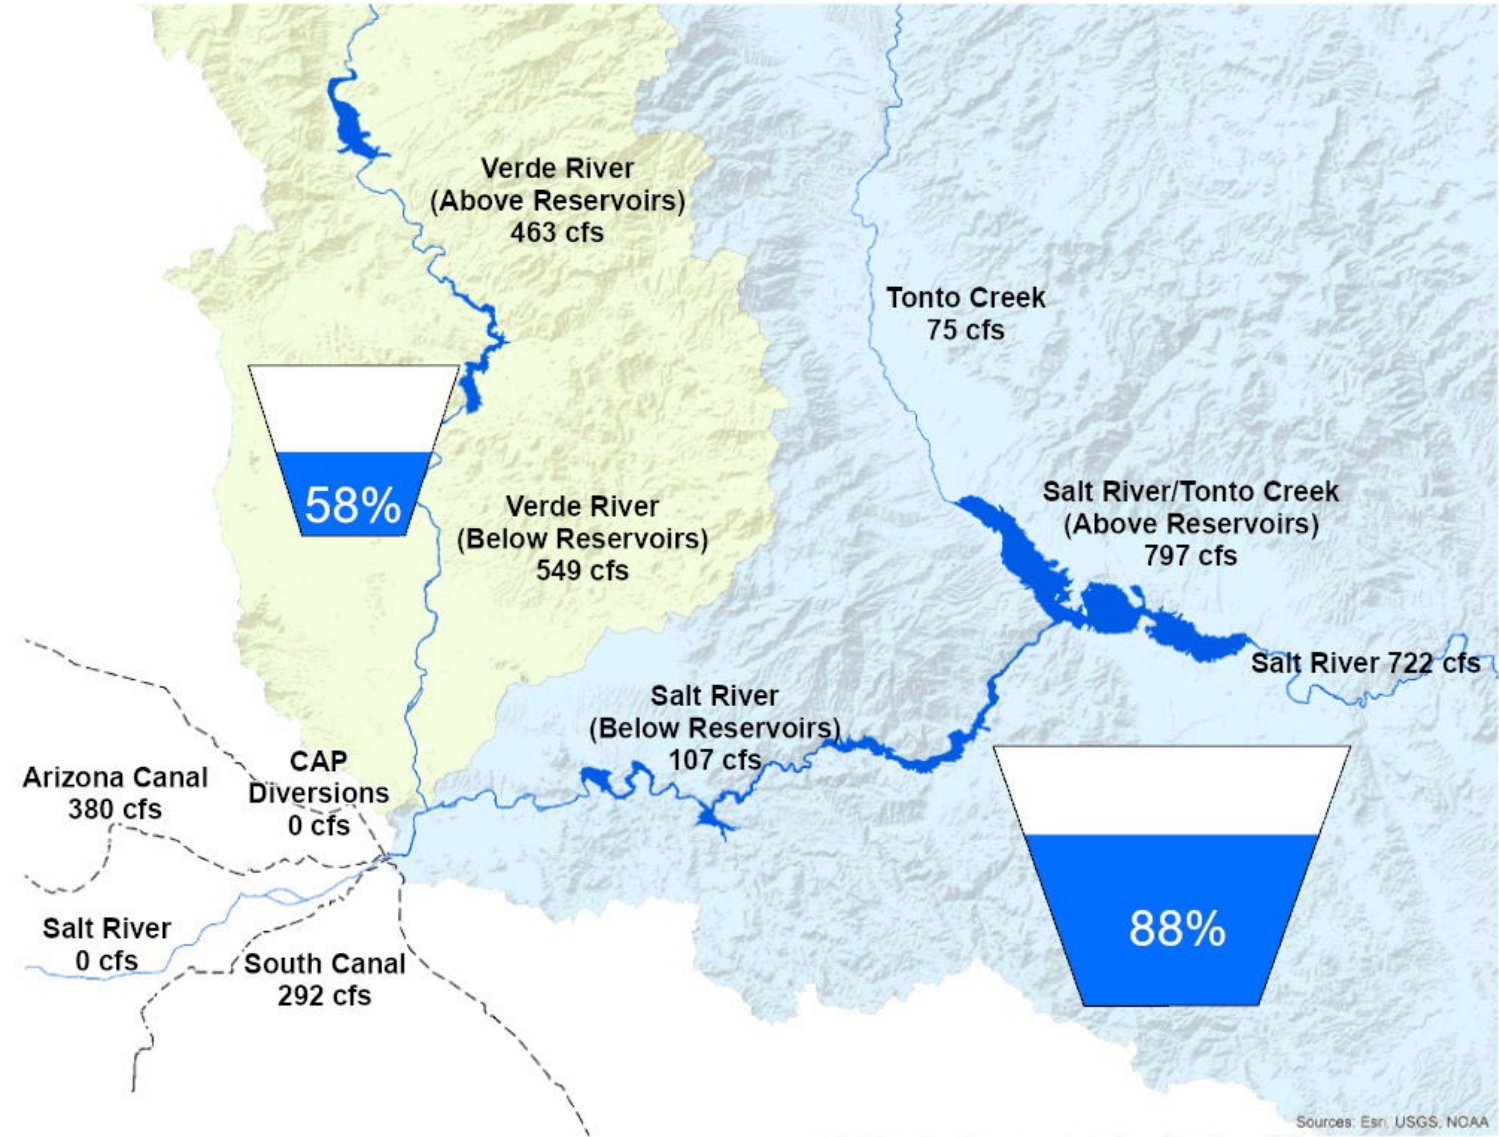 Verde River
(Above Reservoirs)
463 cfs
Tonto Creek
75 cfs
58%
Verde River
(Below Reservoirs)
549 cfs
Salt River/Tonto Creek
(Above Reservoirs)
797 cfs
Salt River 722 cfs
Salt River
(Below Reservoirs)
107 cfs
CAP
Diversions
0 cfs
Arizona Canal
380 cfs
88%
Salt River
0 cfs
South Canal
292 cfs
Sources: Esri, USGS, NOAA